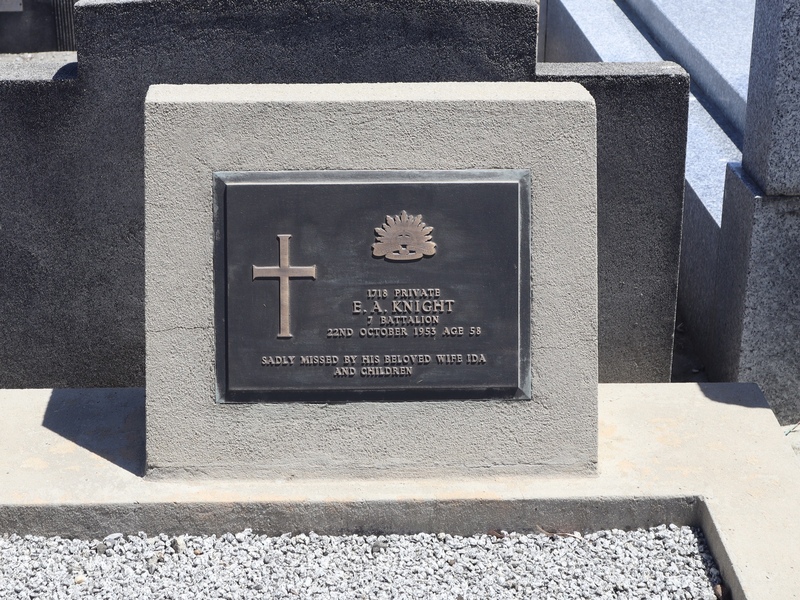 1718 PRIVATE
E. A. KNIGHT
7 BATTALION
22ND OCTOBER 1953 AGE 58
SADLY MISSED BY HIS BELOVED WIFE IDA
AND CHILDREN